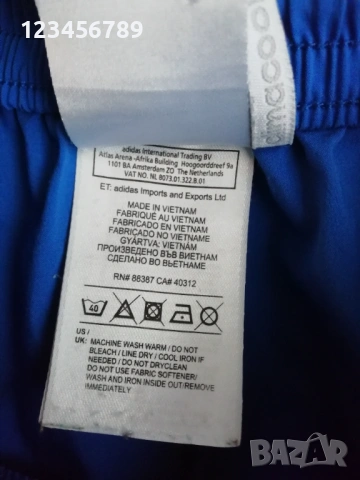 123456789
climacool
adidas International Trading BV
Atlas Arena -Afrika Building Hoogoorddreef 9a
1101 BA Amsterdam ZO The Netherlands
VAT NO. NL 8073.01.322.B.01
ET: adidas Imports and Exports Ltd
MADE IN VIETNAM
FABRIQUÉ AU VIETNAM
FABRICADO EN VIETNAM
FABRICADO NO VIETNAME
GYÁRTVA: VIETNAM
ПРОИЗВЕДЕНО ВЪВ ВИЕТНАМ
СДЕЛАНО ВО ВЬЕТНАМЕ
RN# 88387 CA# 40312
40
US /
UK: MACHINE WASH WARM / DO NOT
BLEACH / LINE DRY / COOL IRON IF
NEEDED / DO NOT DRYCLEAN
DO NOT USE FABRIC SOFTENER/
WASH AND IRON INSIDE OUT/REMOVE
IMMEDIATELY
BAZAR